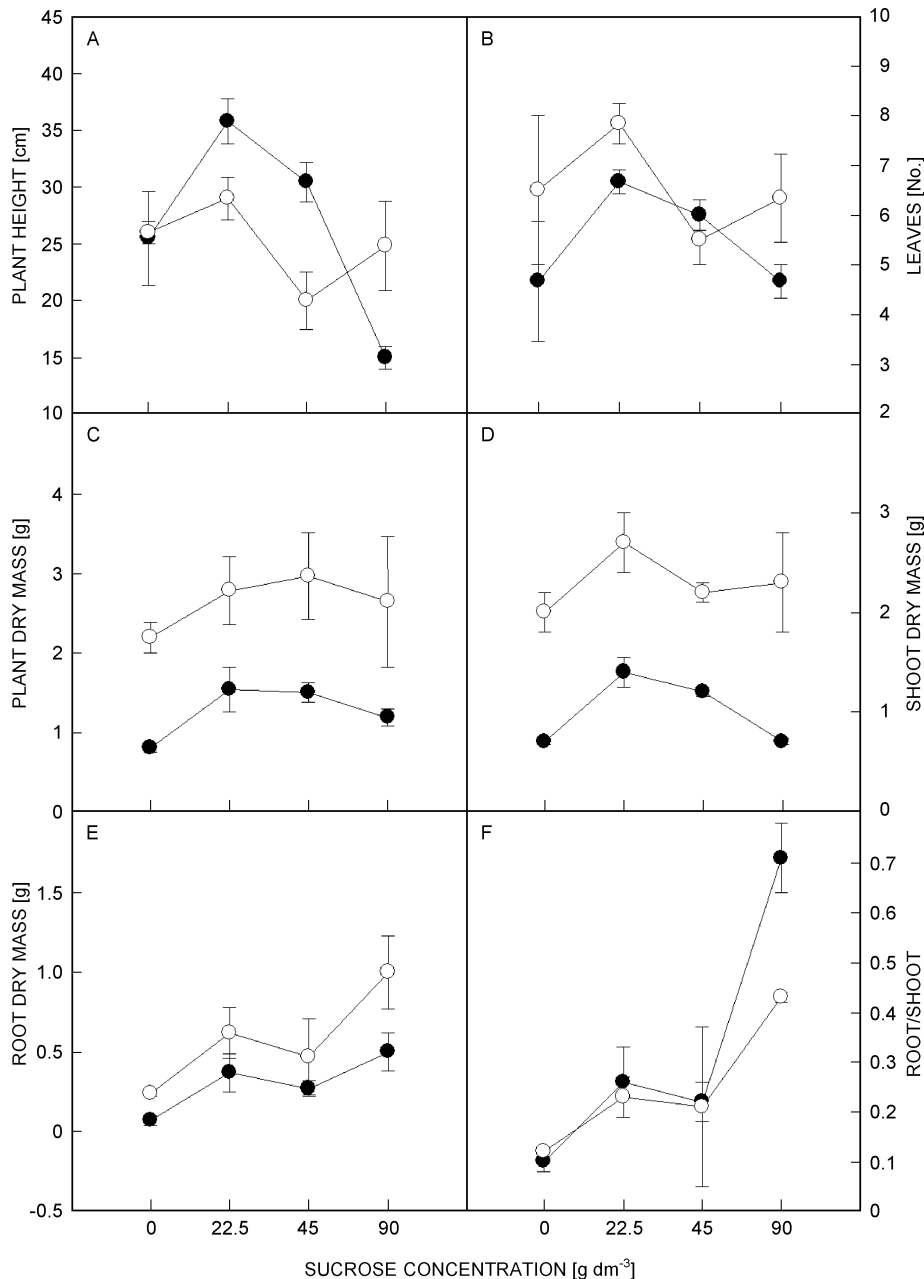 A
45
40
35
30
25
20
15
10
PLANT HEIGHT [cm]
B
10
9
8
7
6
5
4
3
2
LEAVES [No.]
C
4
3
2
1
0
PLANT DRY MASS [g]
D
3
2
1
0
SHOOT DRY MASS [g]
E
1.5
1.0
0.5
0
-0.5
ROOT DRY MASS [g]
F
0.7
0.6
0.5
0.4
0.3
0.2
0.1
0
ROOT/SHOOT
0 22.5 45 90 0 22.5 45 90
SUCROSE CONCENTRATION [g dm⁻³]